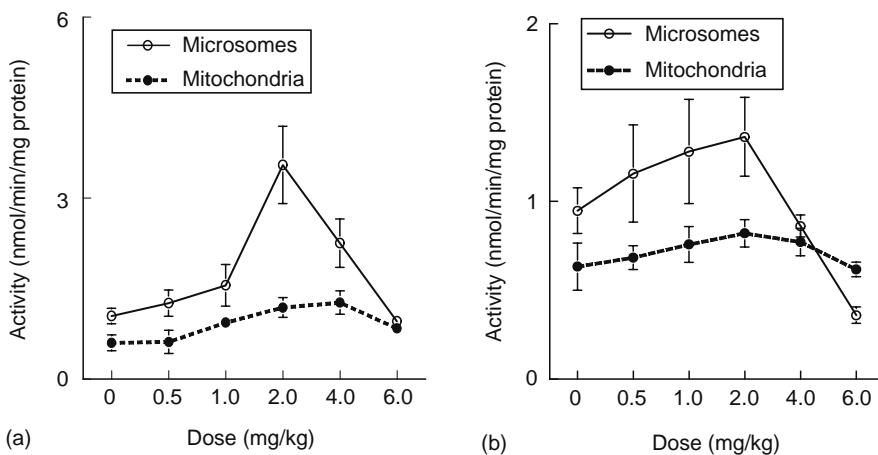 6
Microsomes
Mitochondria
Activity (nmol/min/mg protein)
3
0
0 0.5 1.0 2.0 4.0 6.0
Dose (mg/kg)
(a)
2
Microsomes
Mitochondria
Activity (nmol/min/mg protein)
1
0
0 0.5 1.0 2.0 4.0 6.0
Dose (mg/kg)
(b)